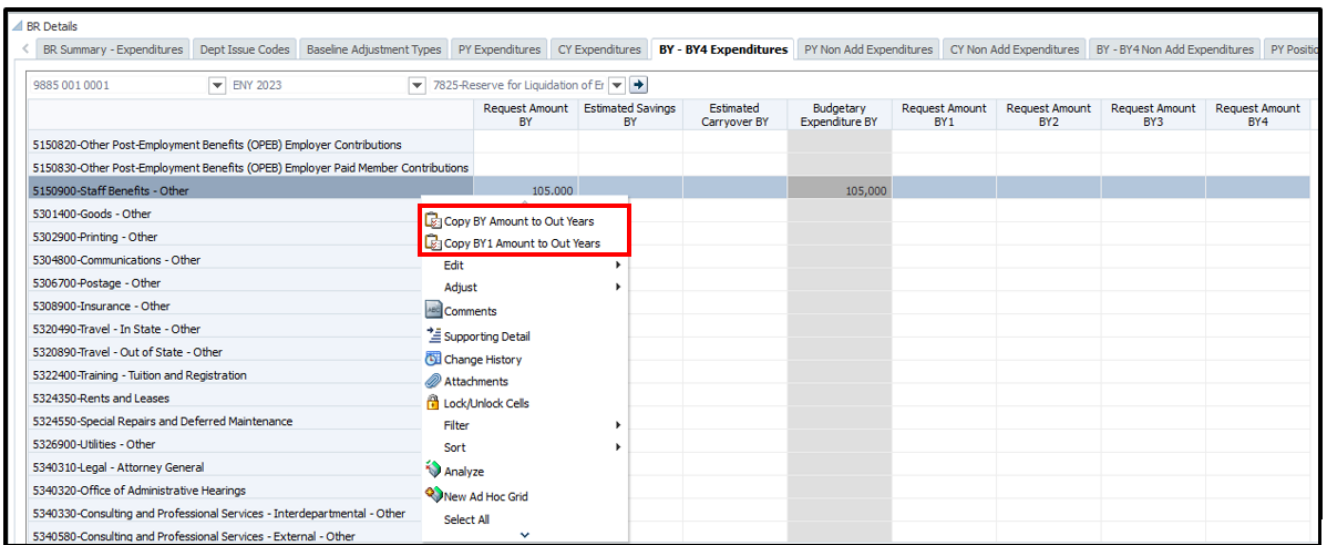 BR Details
BR Summary - Expenditures Dept Issue Codes Baseline Adjustment Types PY Expenditures CY Expenditures BY - BY4 Expenditures PY Non Add Expenditures CY Non Add Expenditures BY - BY4 Non Add Expenditures PY Positio
9885 001 0001 ENY 2023 7825-Reserve for Liquidation of Er
Request Amount Estimated Savings Estimated Budgetary Request Amount Request Amount Request Amount Request Amount
BY BY Carryover BY Expenditure BY BY1 BY2 BY3 BY4
5150820-Other Post-Employment Benefits (OPEB) Employer Contributions
5150830-Other Post-Employment Benefits (OPEB) Employer Paid Member Contributions
5150900-Staff Benefits - Other 105.000 105,000
5301400-Goods - Other
5302900-Printing - Other
5304800-Communications - Other
5306700-Postage - Other
5308900-Insurance - Other
5320490-Travel - In State - Other
5320890-Travel - Out of State - Other
5322400-Training - Tuition and Registration
5324350-Rents and Leases
5324550-Special Repairs and Deferred Maintenance
5326900-Utilities - Other
5340310-Legal - Attorney General
5340320-Office of Administrative Hearings
5340330-Consulting and Professional Services - Interdepartmental - Other
5340580-Consulting and Professional Services - External - Other
Copy BY Amount to Out Years
Copy BY1 Amount to Out Years
Edit
Adjust
Comments
Supporting Detail
Change History
Attachments
Lock/Unlock Cells
Filter
Sort
Analyze
New Ad Hoc Grid
Select All